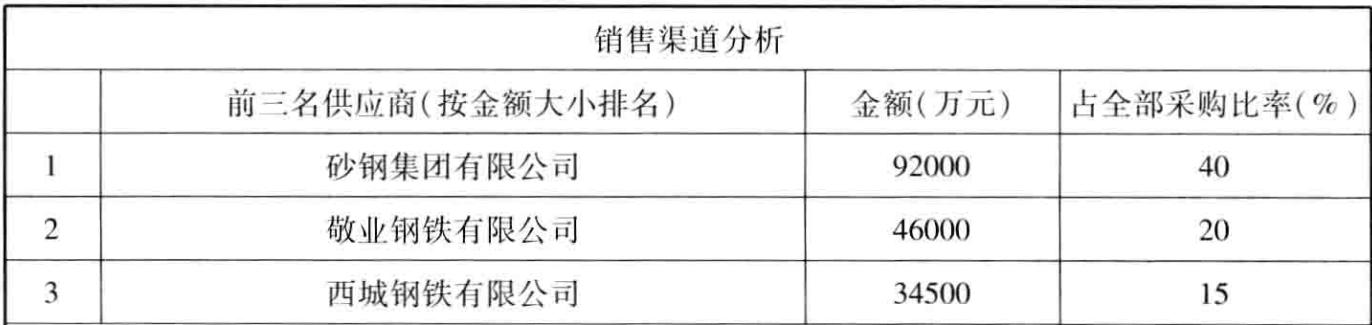 销售渠道分析
前三名供应商(按金额大小排名) 金额(万元) 占全部采购比率(%)
1 砂钢集团有限公司 92000 40
2 敬业钢铁有限公司 46000 20
3 西城钢铁有限公司 34500 15